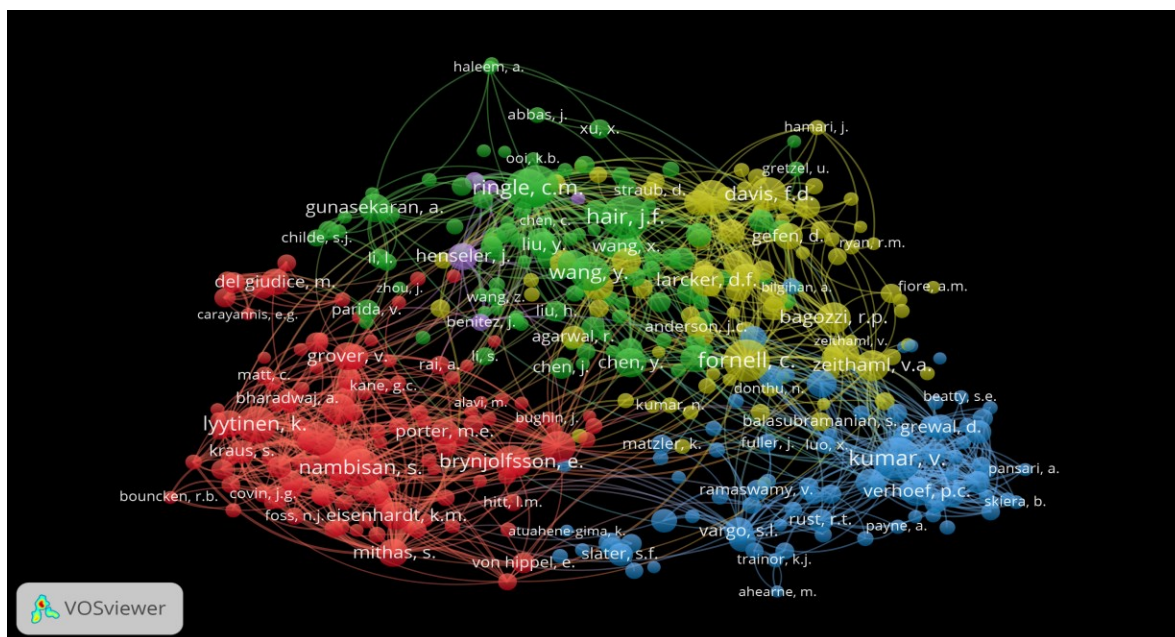 haleem, a.
abbas, j.
xu, x.
hamari, j.
ooi, k.b.
gretzel, u.
ringle, c.m.
straub, d.
davis, f.d.
gunasekaran, a.
hair, j.f.
chen, c.
childe, s.j.
liu, y.
wang, x.
gefen, d.
ryan, r.m.
li, l.
henseler, j.
wang, y.
larcker, d.f.
del giudice, m.
zhou, j.
bilgihan, a.
fiore, a.m.
wang, z.
carayannis, e.g.
parida, v.
liu, h.
benitez, j.
anderson, j.c.
bagozzi, r.p.
agarwal, r.
zeithaml, v.
grover, v.
li, s.
rai, a.
chen, j.
chen, y.
fornell, c.
zeithaml, v.a.
matt, c.
kane, g.c.
donthu, n.
bharadwaj, a.
alavi, m.
kumar, n.
beatty, s.e.
lyytinen, k.
bughin, j.
balasubramanian, s.
grewal, d.
porter, m.e.
matzler, k.
fuller, j.
luo, x.
kraus, s.
nambisan, s.
brynjolfsson, e.
kumar, v.
pansari, a.
bouncken, r.b.
covin, j.g.
hitt, l.m.
ramaswamy, v.
verhoef, p.c.
skiera, b.
foss, n.j.
eisenhardt, k.m.
vargo, s.l.
rust, r.t.
payne, a.
atuahene-gima, k.
mithas, s.
von hippel, e.
slater, s.f.
trainor, k.j.
ahearne, m.
VOSviewer